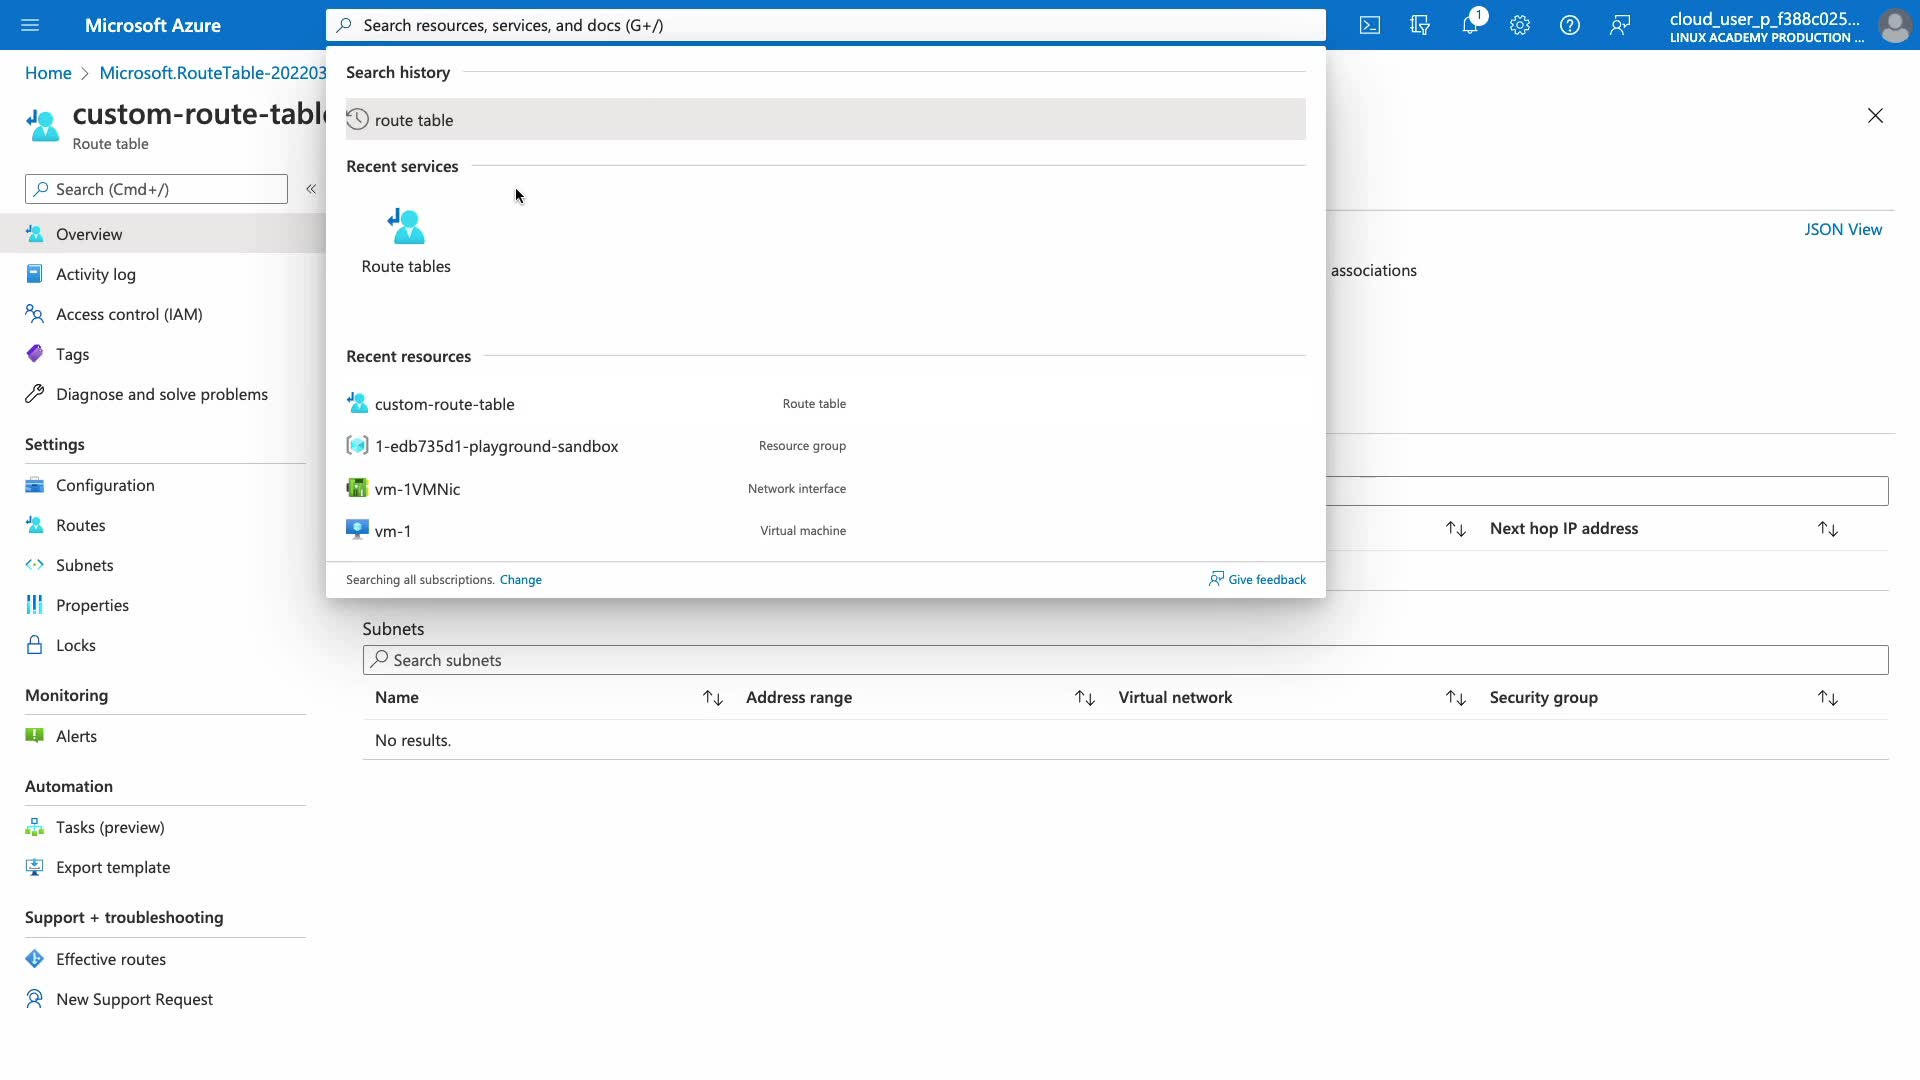 Microsoft Azure
Search resources, services, and docs (G+/)
1
cloud_user_p_f388c025...
LINUX ACADEMY PRODUCTION ...
Home > Microsoft.RouteTable-202203
custom-route-table
Route table
Search (Cmd+/)
«
Overview
Activity log
Access control (IAM)
Tags
Diagnose and solve problems
Settings
Configuration
Routes
Subnets
Properties
Locks
Monitoring
Alerts
Automation
Tasks (preview)
Export template
Support + troubleshooting
Effective routes
New Support Request
Search history
route table
Recent services
Route tables
Recent resources
custom-route-table Route table
1-edb735d1-playground-sandbox Resource group
vm-1VMNic Network interface
vm-1 Virtual machine
Searching all subscriptions. Change
Give feedback
JSON View
associations
Next hop IP address
Subnets
Search subnets
Name Address range Virtual network Security group
No results.